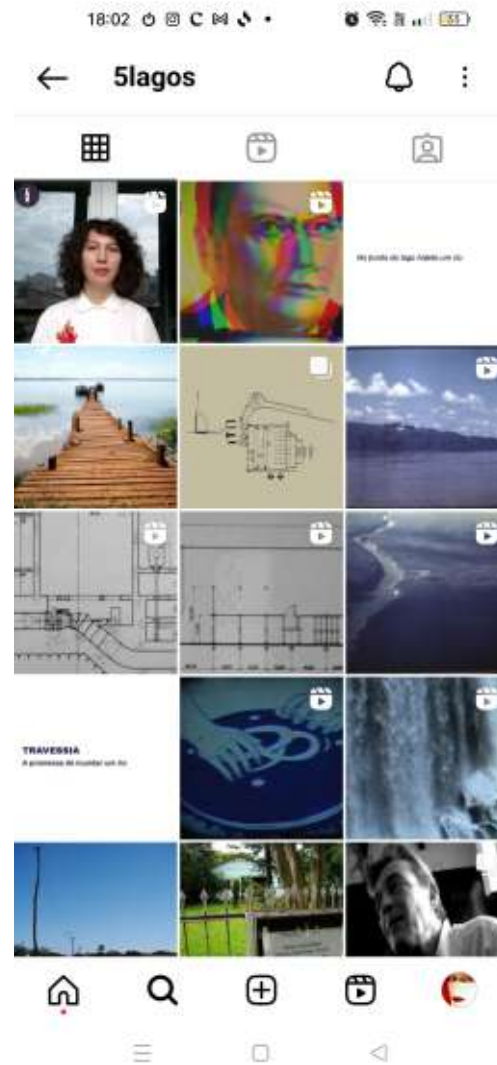 18:02
5lagos
No fundo do lago habita um rio
TRAVESSIA
A promessa de inundar um rio